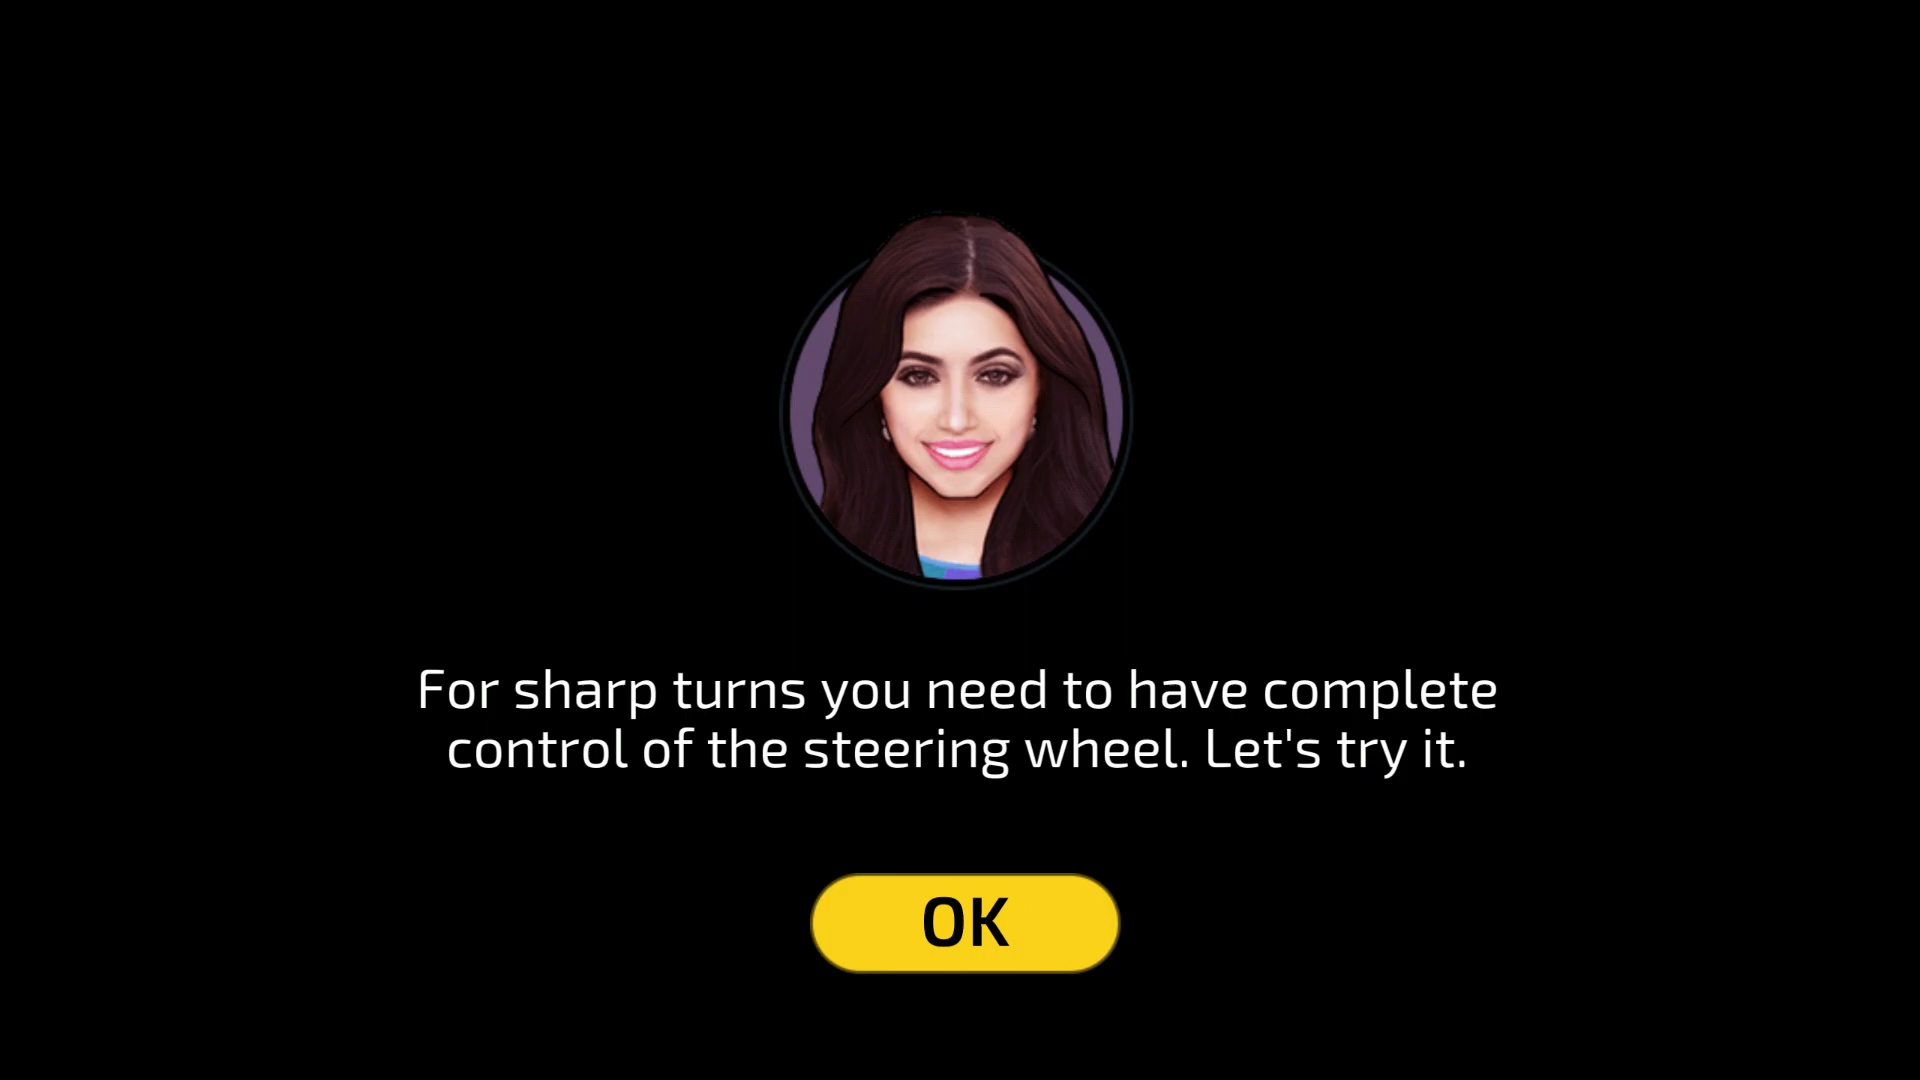 For sharp turns you need to have complete
control of the steering wheel. Let's try it.
OK